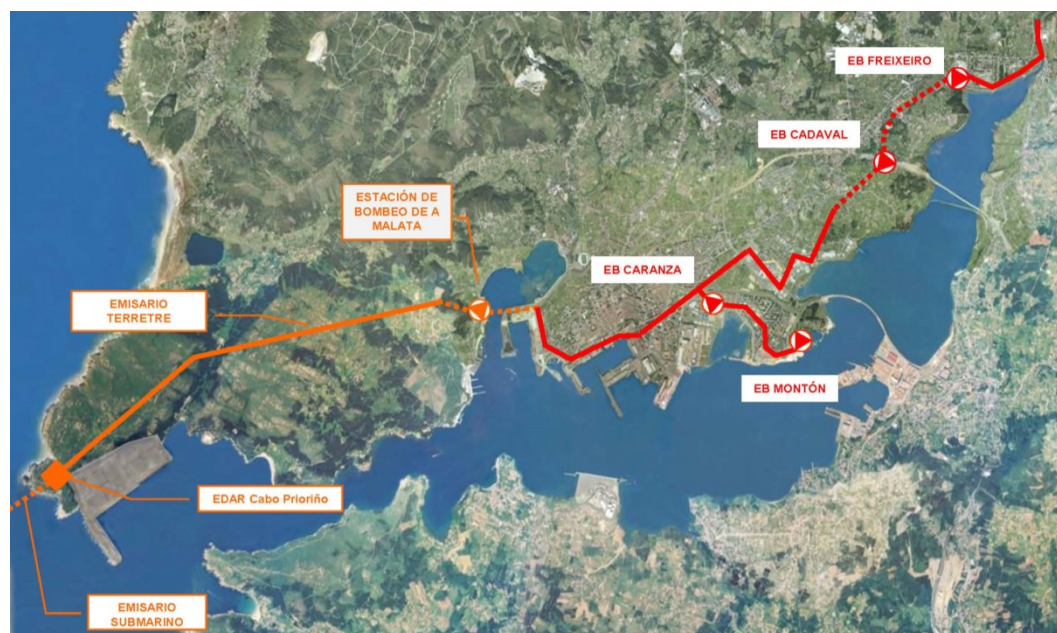 EB FREIXEIRO
EB CADAVAL
ESTACIÓN DE
BOMBEO DE A
MALATA
EB CARANZA
EMISARIO
TERRETRE
EB MONTÓN
EDAR Cabo Prioriño
EMISARIO
SUBMARINO